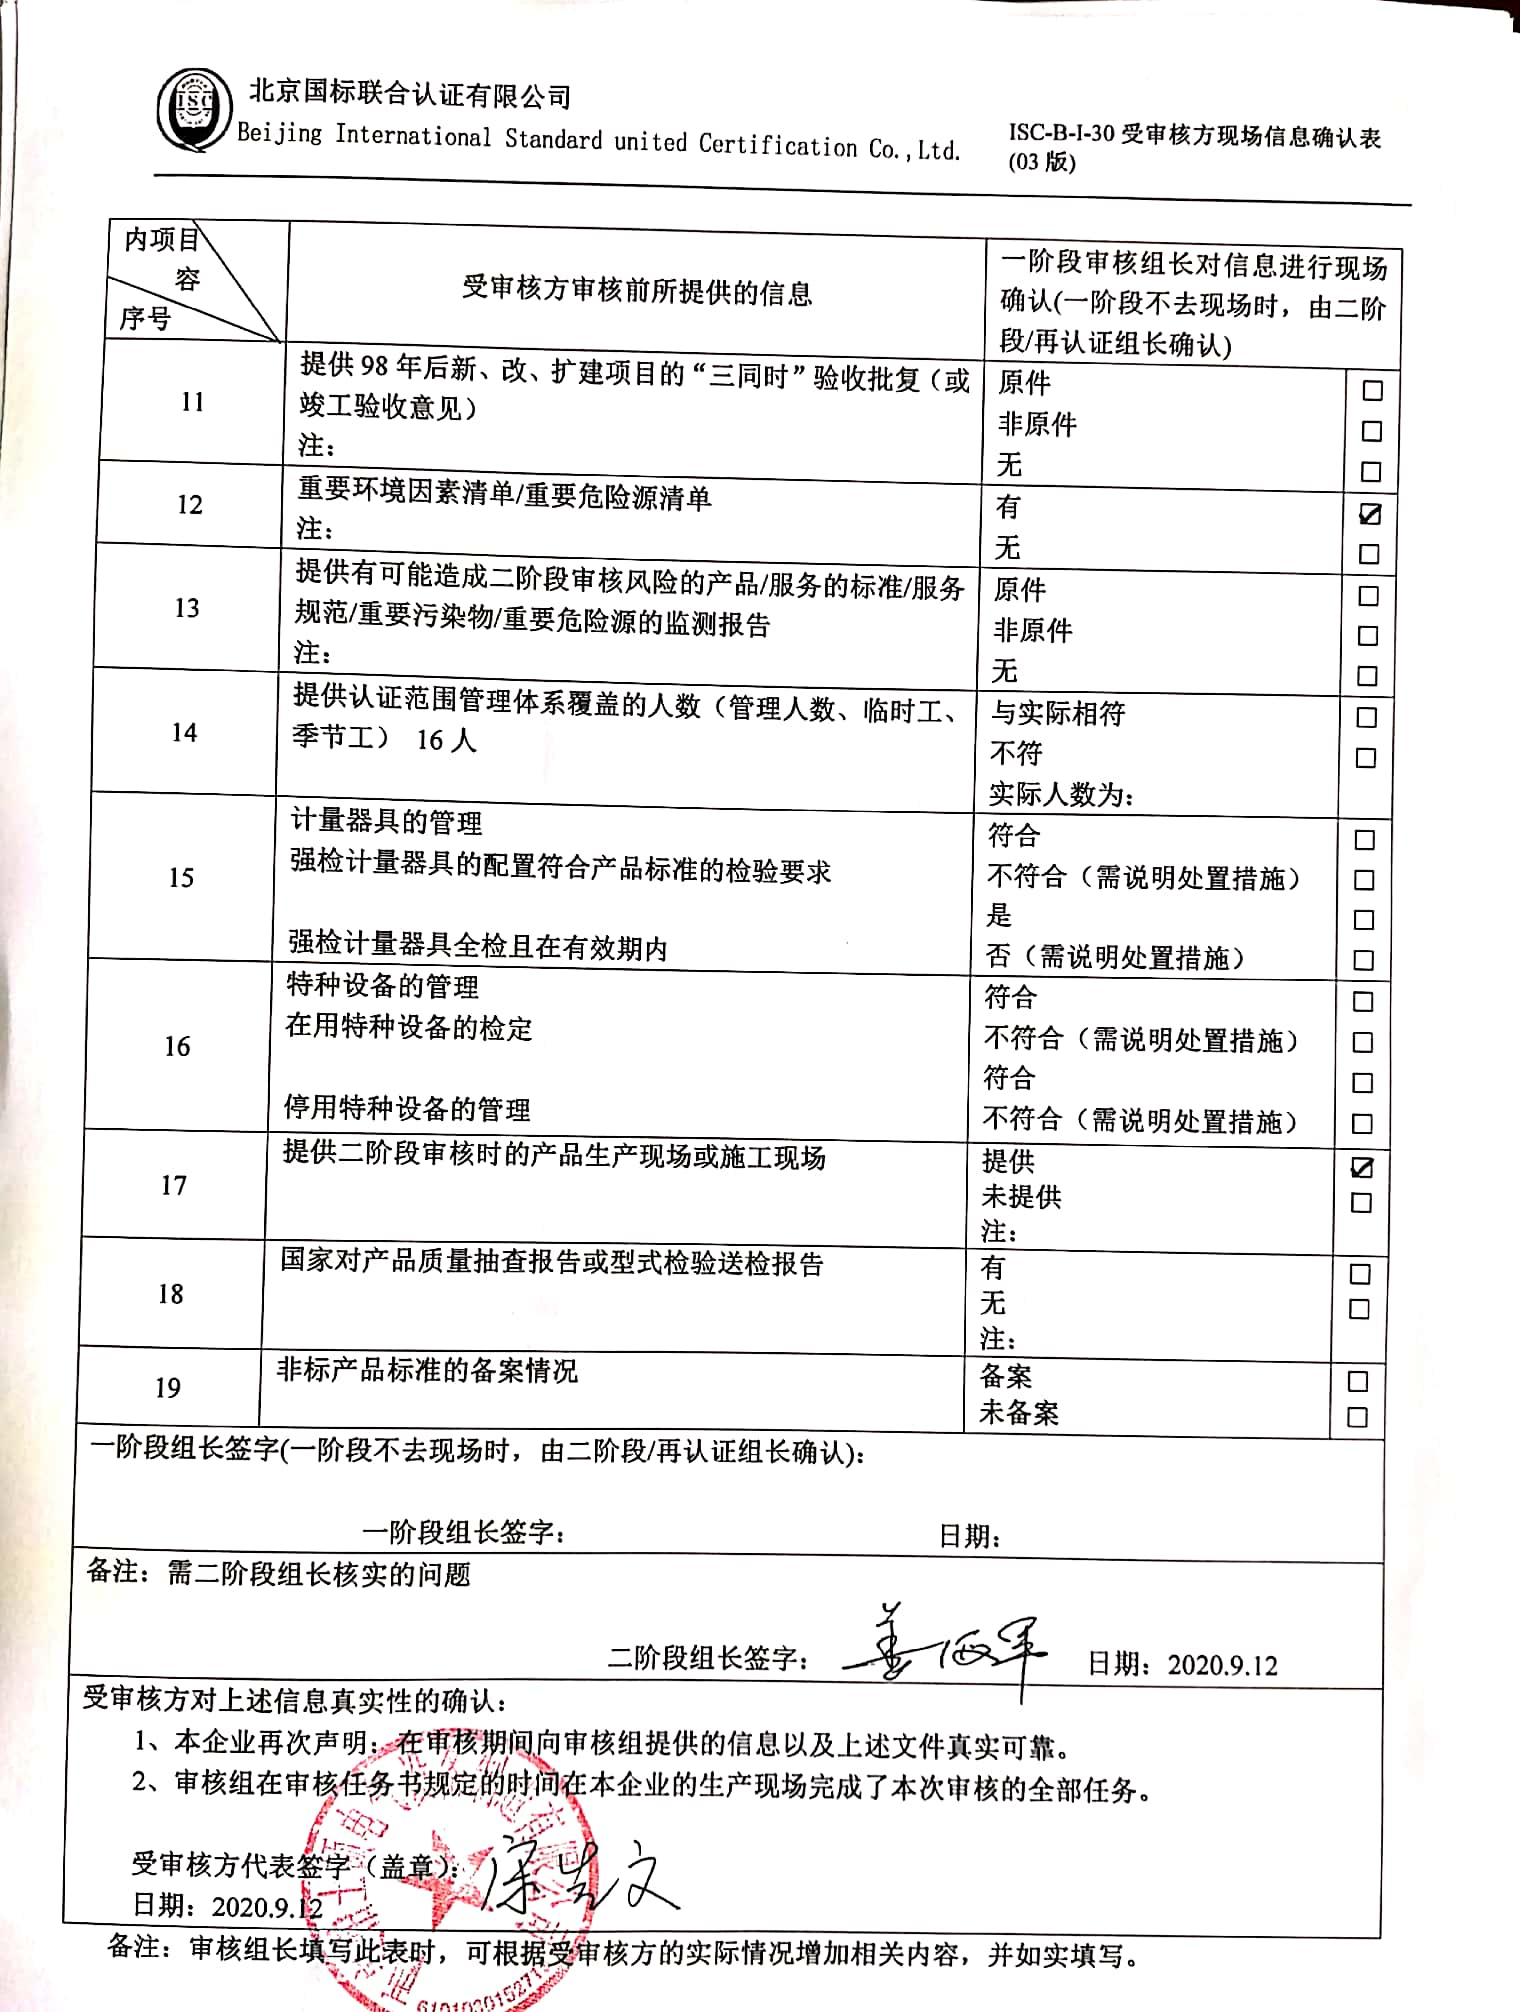 ISC
北京国标联合认证有限公司
Beijing International Standard united Certification Co.,Ltd.
ISC-B-I-30 受审核方现场信息确认表
(03 版)
内项目
容
序号
受审核方审核前所提供的信息
一阶段审核组长对信息进行现场
确认(一阶段不去现场时，由二阶
段/再认证组长确认)
11
提供 98 年后新、改、扩建项目的“三同时”验收批复（或
竣工验收意见）
注：
原件 □
非原件 □
无 □
12
重要环境因素清单/重要危险源清单
注：
有 ☑
无 □
13
提供有可能造成二阶段审核风险的产品/服务的标准/服务
规范/重要污染物/重要危险源的监测报告
注：
原件 □
非原件 □
无 □
14
提供认证范围管理体系覆盖的人数（管理人数、临时工、
季节工） 16 人
与实际相符 □
不符 □
实际人数为：
15
计量器具的管理
强检计量器具的配置符合产品标准的检验要求
强检计量器具全检且在有效期内
符合 □
不符合（需说明处置措施） □
是 □
否（需说明处置措施） □
16
特种设备的管理
在用特种设备的检定
停用特种设备的管理
符合 □
不符合（需说明处置措施） □
符合 □
不符合（需说明处置措施） □
17
提供二阶段审核时的产品生产现场或施工现场
提供 ☑
未提供 □
注：
18
国家对产品质量抽查报告或型式检验送检报告
有 □
无 □
注：
19
非标产品标准的备案情况
备案 □
未备案 □
一阶段组长签字(一阶段不去现场时，由二阶段/再认证组长确认)：
一阶段组长签字： 日期：
备注：需二阶段组长核实的问题
二阶段组长签字：姜海军 日期：2020.9.12
受审核方对上述信息真实性的确认：
1、本企业再次声明：在审核期间向审核组提供的信息以及上述文件真实可靠。
2、审核组在审核任务书规定的时间在本企业的生产现场完成了本次审核的全部任务。
受审核方代表签字（盖章）：
日期：2020.9.12
备注：审核组长填写此表时，可根据受审核方的实际情况增加相关内容，并如实填写。